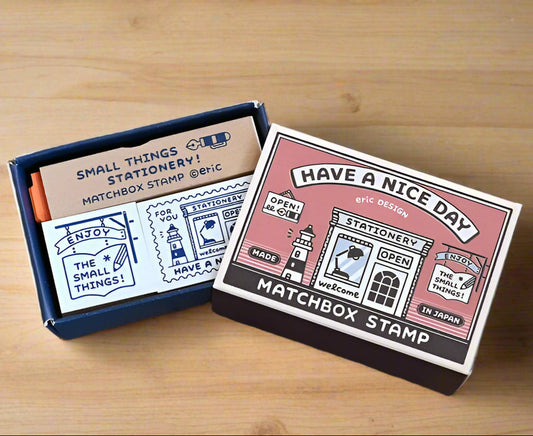 SMALL THINGS
STATIONERY!
MATCHBOX STAMP ©eric
ENJOY
THE
SMALL
THINGS!
FOR
YOU
STATIONERY
OPEN
welcome
HAVE A NI
HAVE A NICE DAY
eric DESIGN
OPEN!
STATIONERY
OPEN
welcome
MADE
ENJOY
THE
SMALL
THINGS!
IN JAPAN
MATCHBOX STAMP